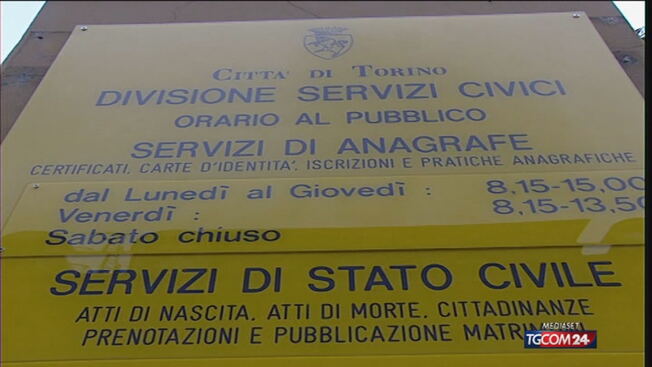 CITTA' DI TORINO
DIVISIONE SERVIZI CIVICI
ORARIO AL PUBBLICO
SERVIZI DI ANAGRAFE
CERTIFICATI, CARTE D'IDENTITA', ISCRIZIONI E PRATICHE ANAGRAFICHE
dal Lunedì al Giovedì : 8,15-15,00
Venerdì : 8,15-13,50
Sabato chiuso
SERVIZI DI STATO CIVILE
ATTI DI NASCITA, ATTI DI MORTE, CITTADINANZE
PRENOTAZIONI E PUBBLICAZIONE
MEDIASET
TGCOM24